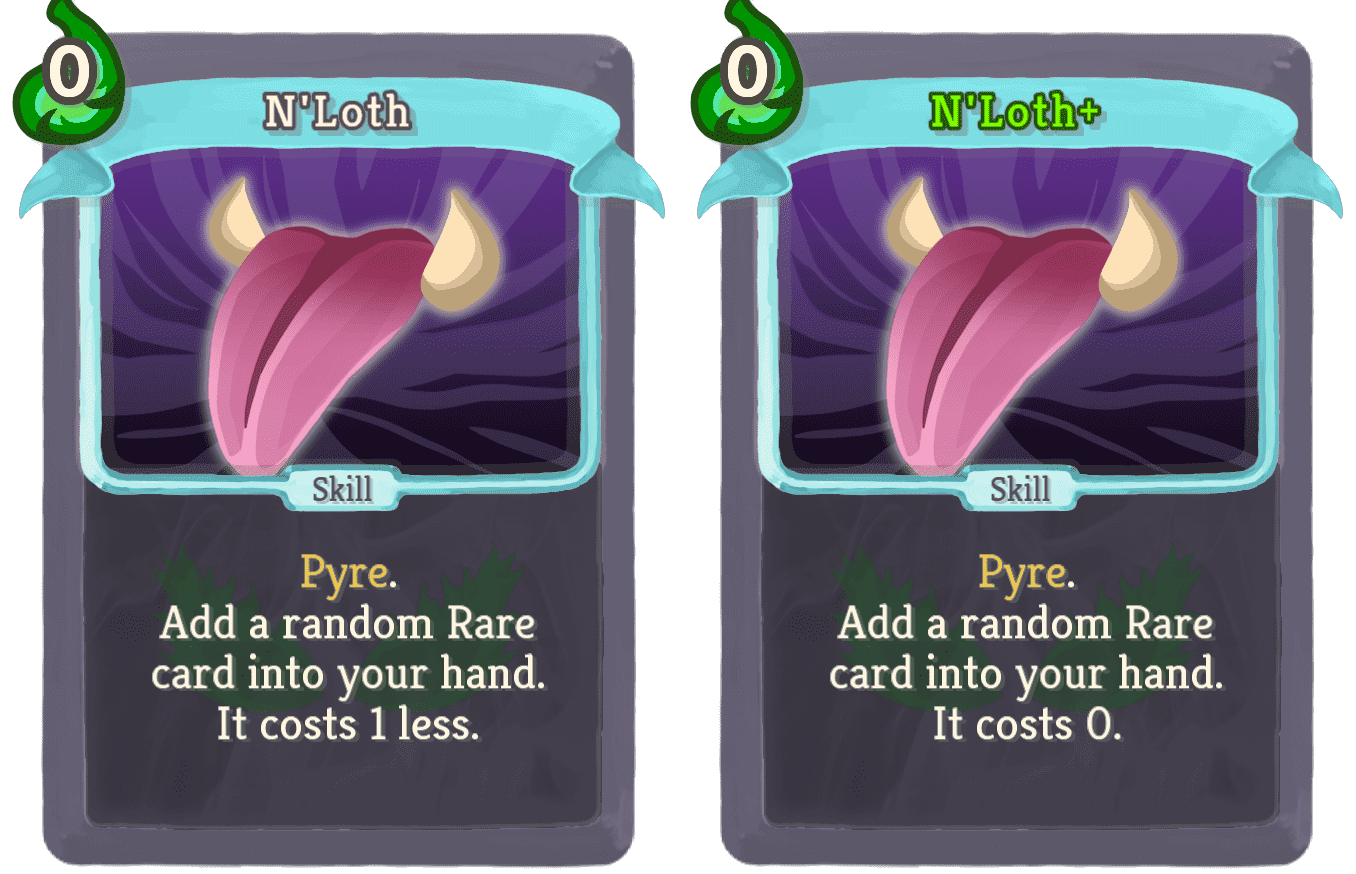 0
N'Loth
Skill
Pyre.
Add a random Rare
card into your hand.
It costs 1 less.
0
N'Loth+
Skill
Pyre.
Add a random Rare
card into your hand.
It costs 0.